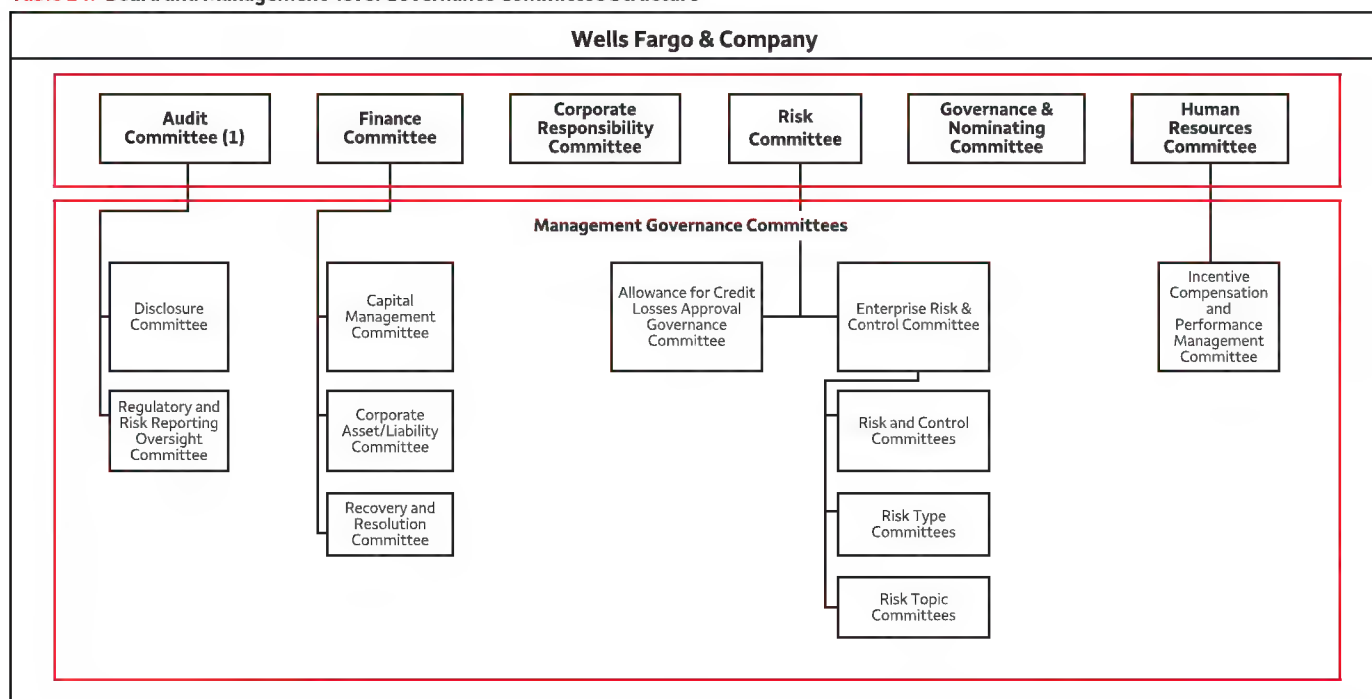 Wells Fargo & Company
Audit
Committee (1)
Finance
Committee
Corporate
Responsibility
Committee
Risk
Committee
Governance &
Nominating
Committee
Human
Resources
Committee
Management Governance Committees
Disclosure
Committee
Regulatory and
Risk Reporting
Oversight
Committee
Capital
Management
Committee
Corporate
Asset/Liability
Committee
Recovery and
Resolution
Committee
Allowance for Credit
Losses Approval
Governance
Committee
Enterprise Risk &
Control Committee
Risk and Control
Committees
Risk Type
Committees
Risk Topic
Committees
Incentive
Compensation
and
Performance
Management
Committee